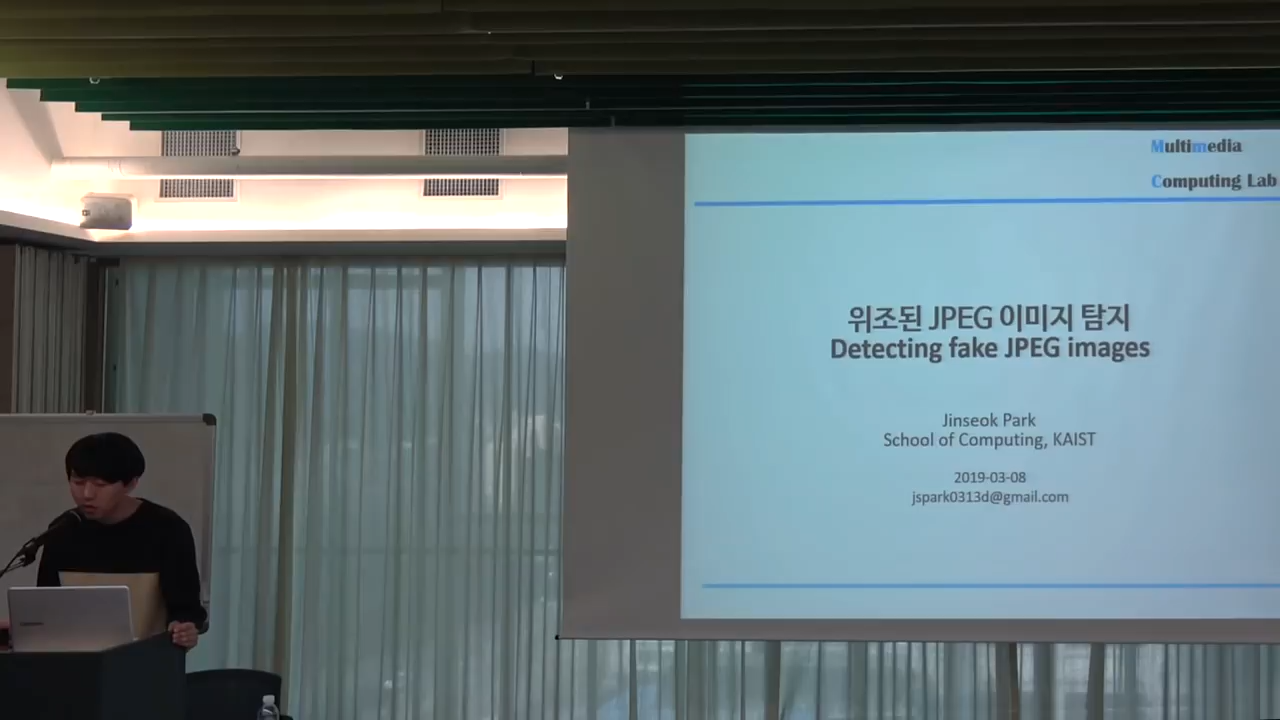 Multimedia
Computing Lab
위조된 JPEG 이미지 탐지
Detecting fake JPEG images
Jinseok Park
School of Computing, KAIST
2019-03-08
jspark0313d@gmail.com